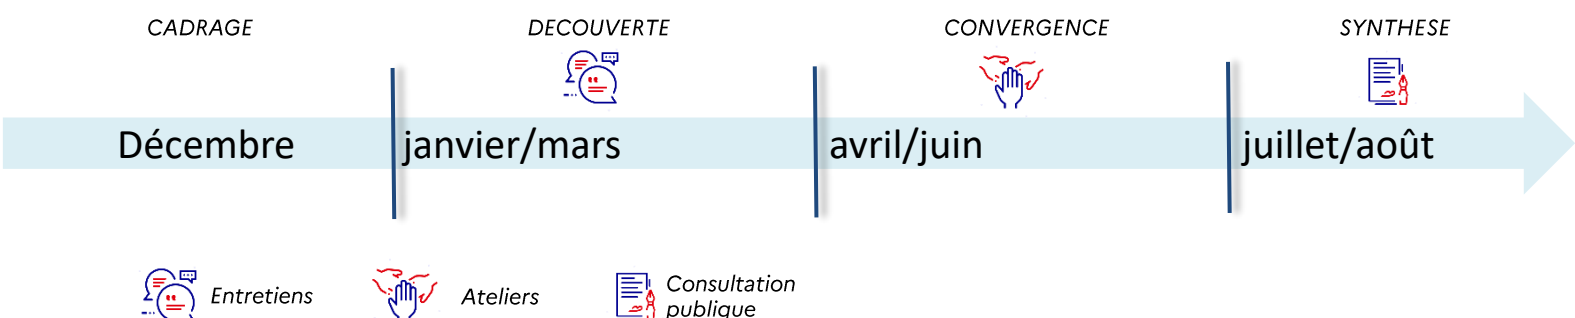 CADRAGE
DECOUVERTE
CONVERGENCE
SYNTHESE
Décembre
janvier/mars
avril/juin
juillet/août
Entretiens
Ateliers
Consultation
publique